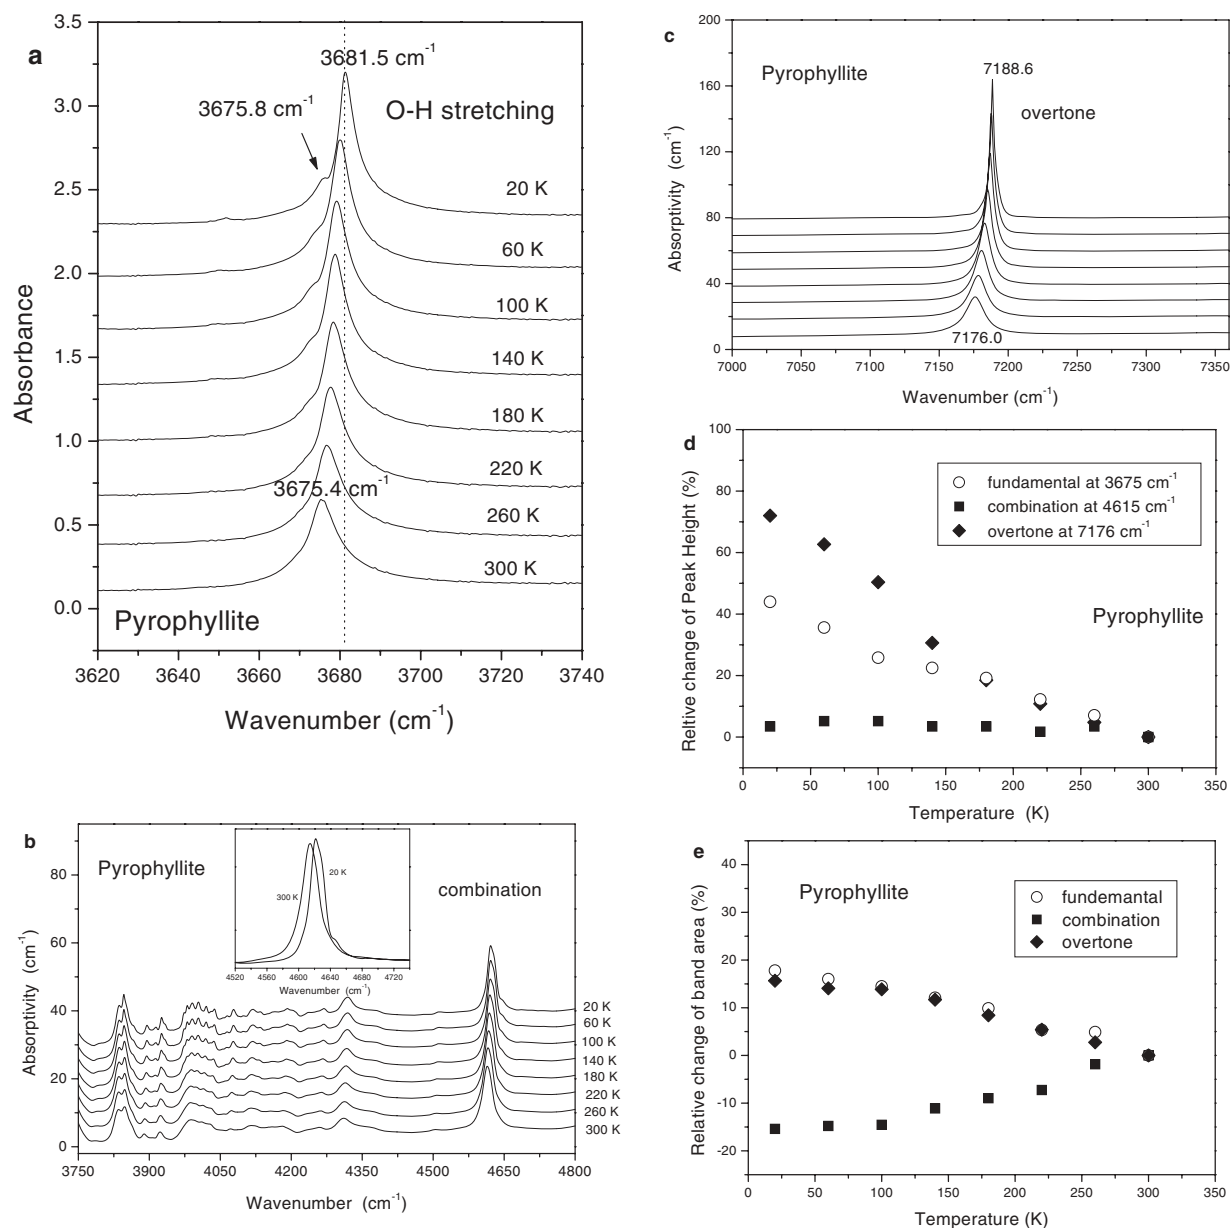 a
3.5
3.0
2.5
2.0
1.5
1.0
0.5
0.0
Absorbance
3681.5 cm-1
3675.8 cm-1
O-H stretching
20 K
60 K
100 K
140 K
180 K
220 K
3675.4 cm-1
260 K
300 K
Pyrophyllite
3620 3640 3660 3680 3700 3720 3740
Wavenumber (cm-1)
b
80
60
40
20
0
Absorptivity (cm-1)
Pyrophyllite
combination
300 K
20 K
4520 4560 4600 4640 4680 4720
Wavenumber (cm-1)
20 K
60 K
100 K
140 K
180 K
220 K
260 K
300 K
3750 3900 4050 4200 4350 4500 4650 4800
Wavenumber (cm-1)
c
200
160
120
80
40
0
Absorptivity (cm-1)
Pyrophyllite
7188.6
overtone
7176.0
7000 7050 7100 7150 7200 7250 7300 7350
Wavenumber (cm-1)
d
100
80
60
40
20
0
Reltive change of Peak Height (%)
fundamental at 3675 cm-1
combination at 4615 cm-1
overtone at 7176 cm-1
Pyrophyllite
0 50 100 150 200 250 300 350
Temperature (K)
e
40
30
20
10
0
-10
-20
Relative change of band area (%)
Pyrophyllite
fundemantal
combination
overtone
0 50 100 150 200 250 300 350
Temperature (K)